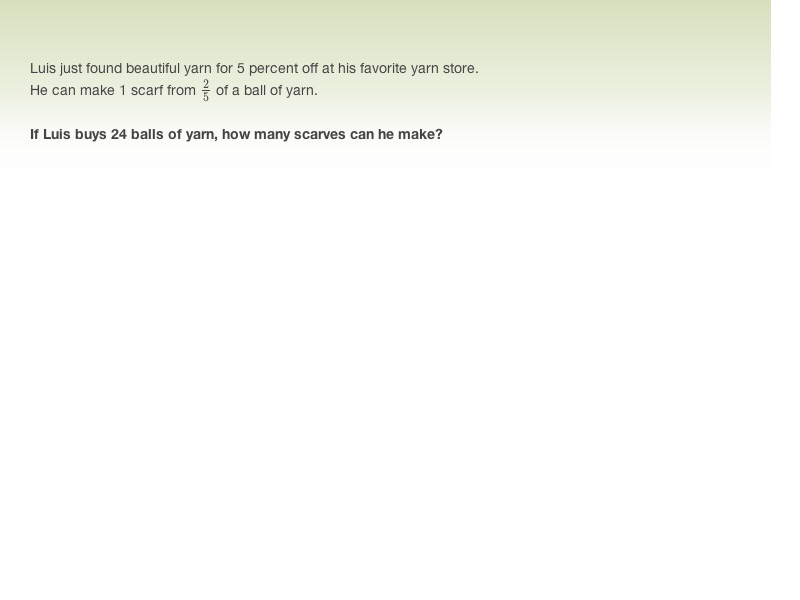 Luis just found beautiful yarn for 5 percent off at his favorite yarn store.
He can make 1 scarf from 2/5 of a ball of yarn.
If Luis buys 24 balls of yarn, how many scarves can he make?